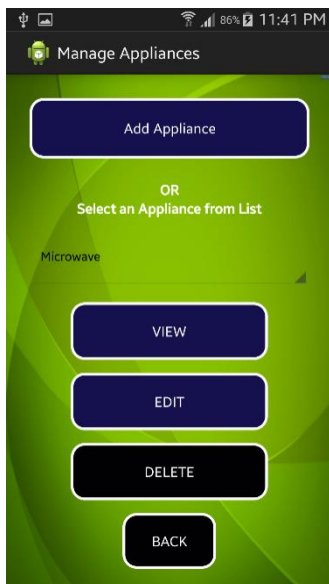 86% 11:41 PM
Manage Appliances
Add Appliance
OR
Select an Appliance from List
Microwave
VIEW
EDIT
DELETE
BACK